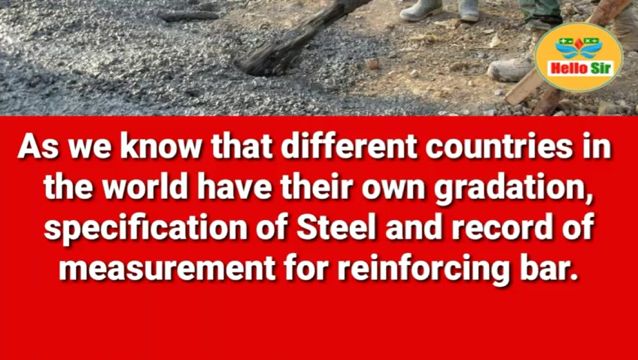 Hello Sir
As we know that different countries in
the world have their own gradation,
specification of Steel and record of
measurement for reinforcing bar.